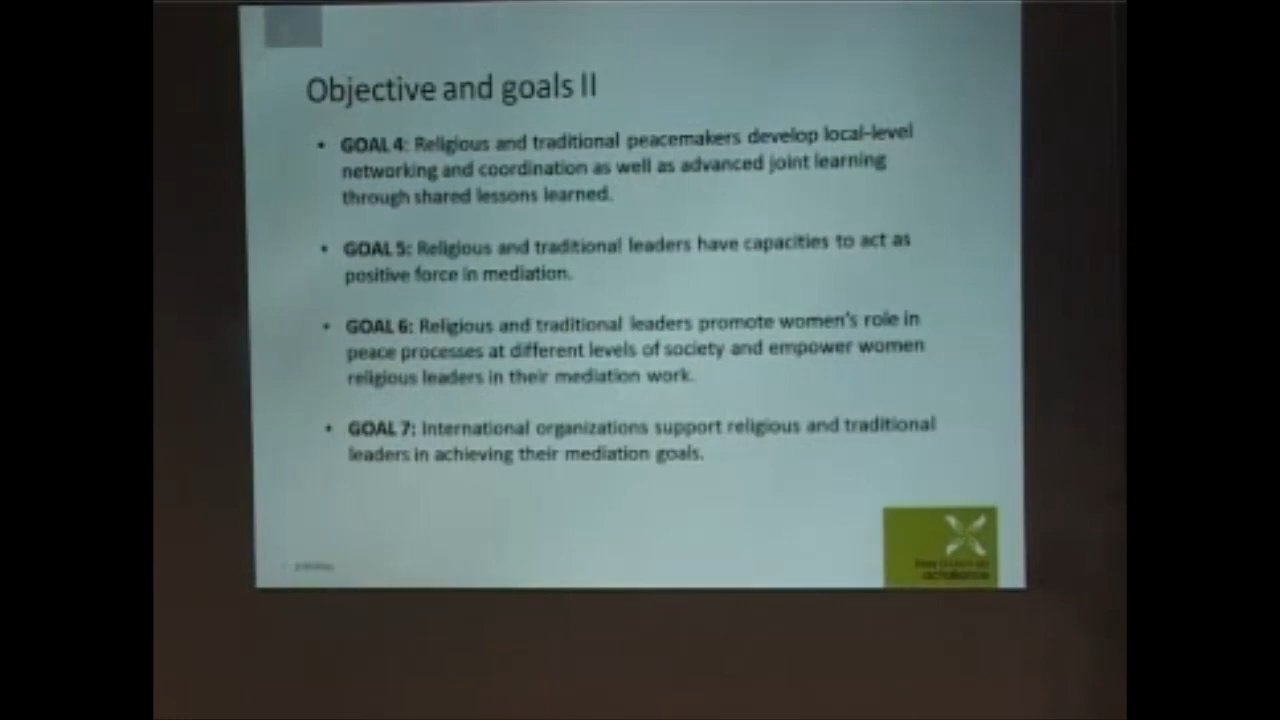 Objective and goals II
• GOAL 4: Religious and traditional peacemakers develop local-level
networking and coordination as well as advanced joint learning
through shared lessons learned.
• GOAL 5: Religious and traditional leaders have capacities to act as
positive force in mediation.
• GOAL 6: Religious and traditional leaders promote women's role in
peace processes at different levels of society and empower women
religious leaders in their mediation work.
• GOAL 7: International organizations support religious and traditional
leaders in achieving their mediation goals.
actalliance